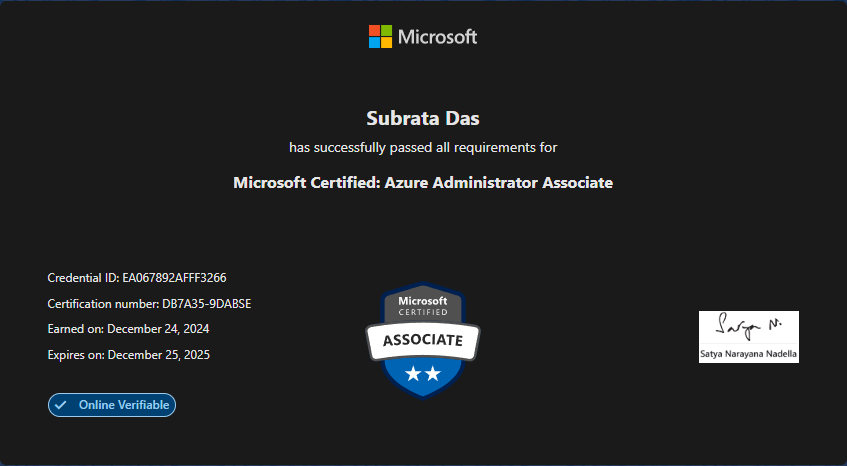 Microsoft
Subrata Das
has successfully passed all requirements for
Microsoft Certified: Azure Administrator Associate
Credential ID: EA067892AFFF3266
Certification number: DB7A35-9DABSE
Earned on: December 24, 2024
Expires on: December 25, 2025
Online Verifiable
Microsoft
CERTIFIED
ASSOCIATE
Satya N.
Satya Narayana Nadella